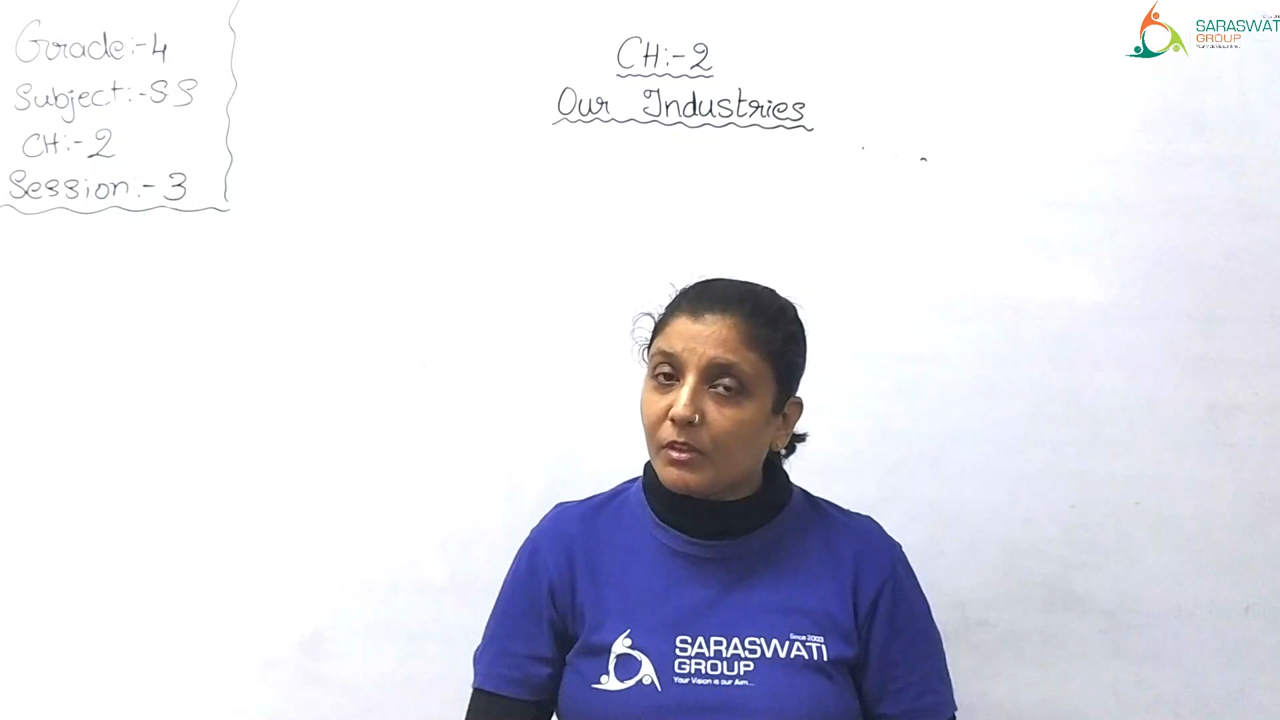 Grade:-4
Subject:-SS
CH:-2
Session:-3
CH:-2
Our Industries
SARASWATI
GROUP
Since 2003
SARASWATI
GROUP
Your Vision is our Aim...